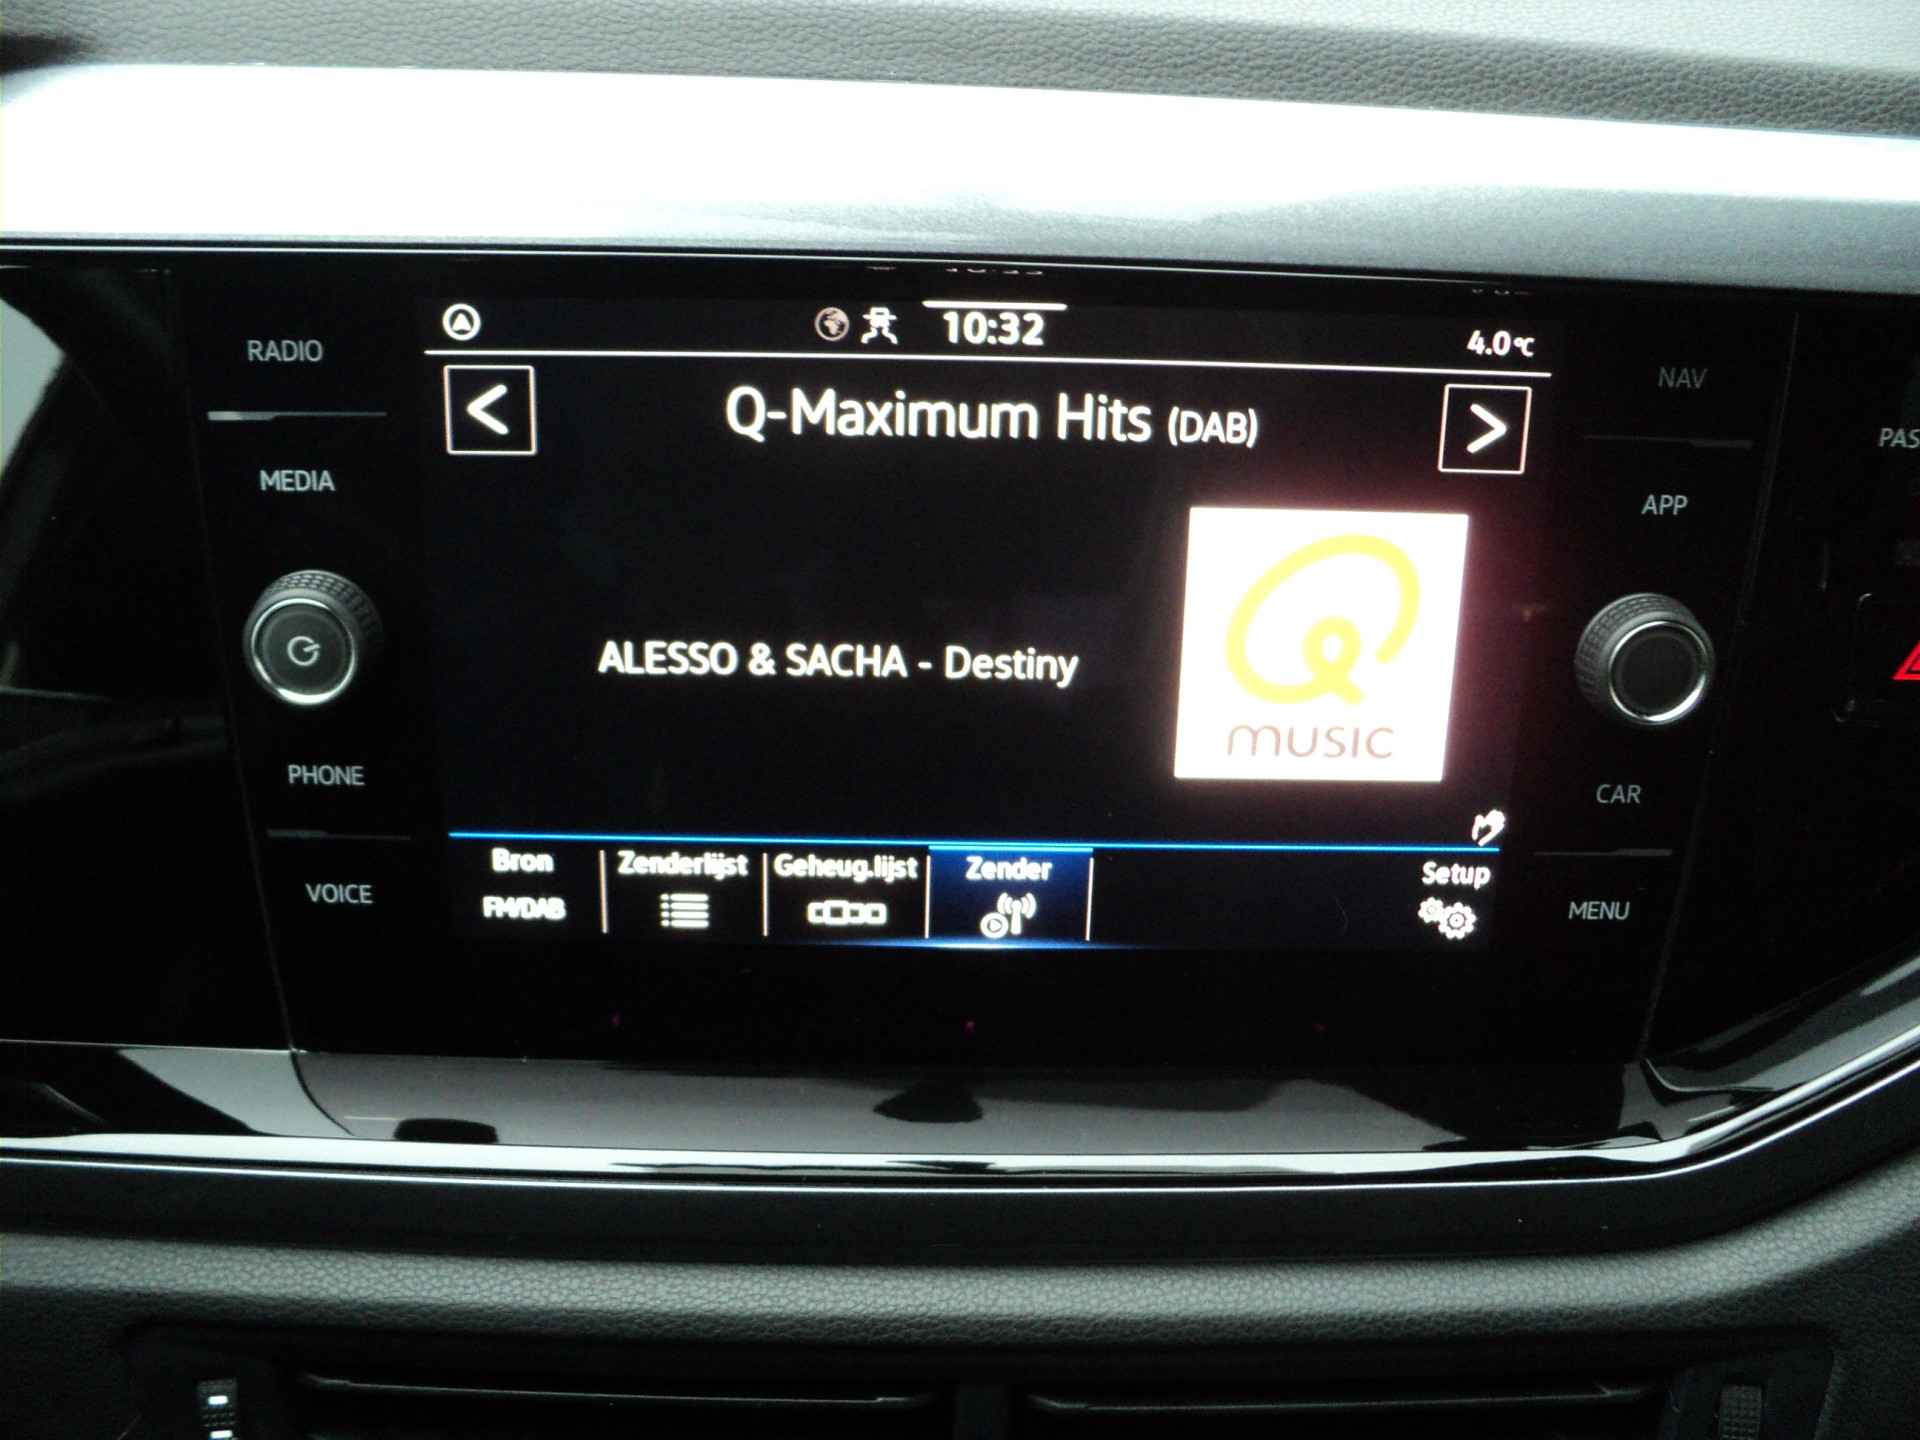 10:32
4.0°C
RADIO
NAV
<
Q-Maximum Hits (DAB)
>
PAS
MEDIA
APP
ALESSO & SACHA - Destiny
Q
music
PHONE
CAR
Bron
Zenderlijst
Geheug.lijst
Zender
Setup
FM/DAB
VOICE
MENU